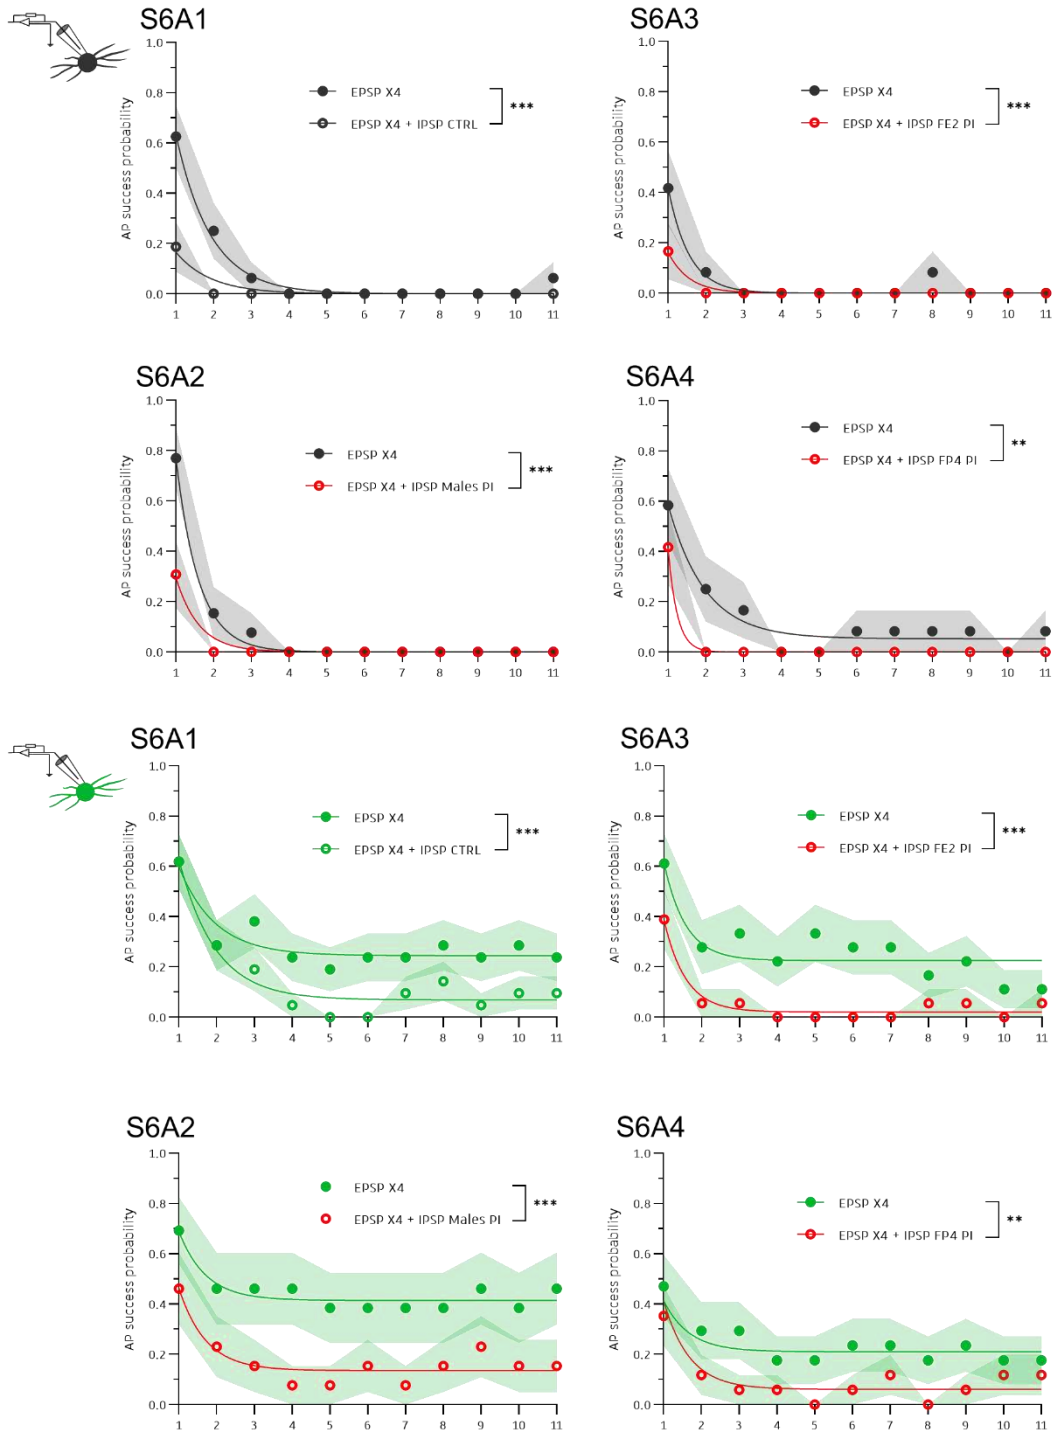 S6A1
AP success probability
1.0
0.8
0.6
0.4
0.2
0.0
EPSP X4
EPSP X4 + IPSP CTRL
***
1 2 3 4 5 6 7 8 9 10 11
S6A3
AP success probability
1.0
0.8
0.6
0.4
0.2
0.0
EPSP X4
EPSP X4 + IPSP FE2 PI
***
1 2 3 4 5 6 7 8 9 10 11
S6A2
AP success probability
1.0
0.8
0.6
0.4
0.2
0.0
EPSP X4
EPSP X4 + IPSP Males PI
***
1 2 3 4 5 6 7 8 9 10 11
S6A4
AP success probability
1.0
0.8
0.6
0.4
0.2
0.0
EPSP X4
EPSP X4 + IPSP FP4 PI
**
1 2 3 4 5 6 7 8 9 10 11
S6A1
AP success probability
1.0
0.8
0.6
0.4
0.2
0.0
EPSP X4
EPSP X4 + IPSP CTRL
***
1 2 3 4 5 6 7 8 9 10 11
S6A3
AP success probability
1.0
0.8
0.6
0.4
0.2
0.0
EPSP X4
EPSP X4 + IPSP FE2 PI
***
1 2 3 4 5 6 7 8 9 10 11
S6A2
AP success probability
1.0
0.8
0.6
0.4
0.2
0.0
EPSP X4
EPSP X4 + IPSP Males PI
***
1 2 3 4 5 6 7 8 9 10 11
S6A4
AP success probability
1.0
0.8
0.6
0.4
0.2
0.0
EPSP X4
EPSP X4 + IPSP FP4 PI
**
1 2 3 4 5 6 7 8 9 10 11